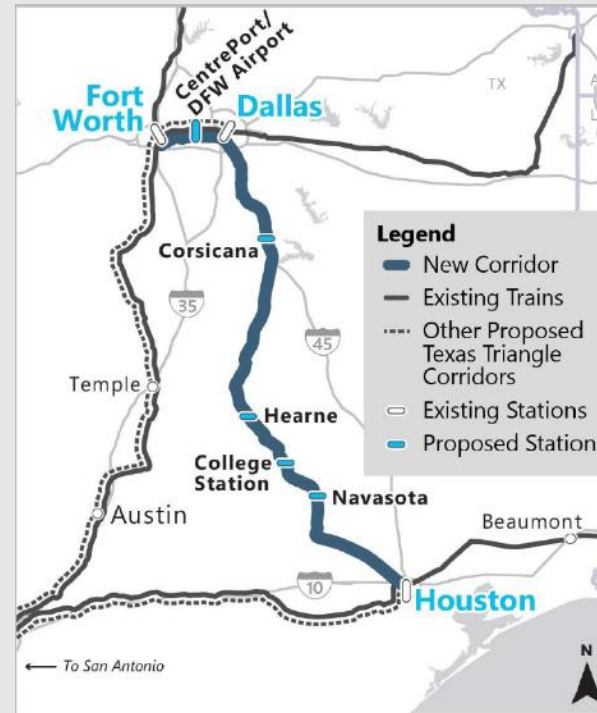 CentrePort/
DFW Airport
Fort
Worth
Dallas
TX
Corsicana
35
45
Temple
Hearne
College
Station
Navasota
Austin
Beaumont
10
Houston
To San Antonio
N
Legend
New Corridor
Existing Trains
Other Proposed
Texas Triangle
Corridors
Existing Stations
Proposed Station